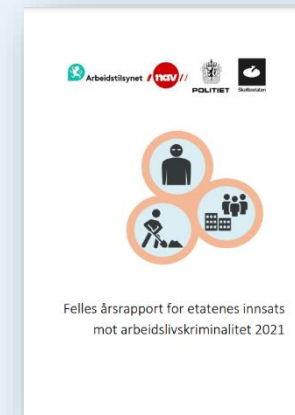 Arbeidstilsynet nav POLITIET Skatteetaten
Felles årsrapport for etatenes innsats
mot arbeidslivskriminalitet 2021